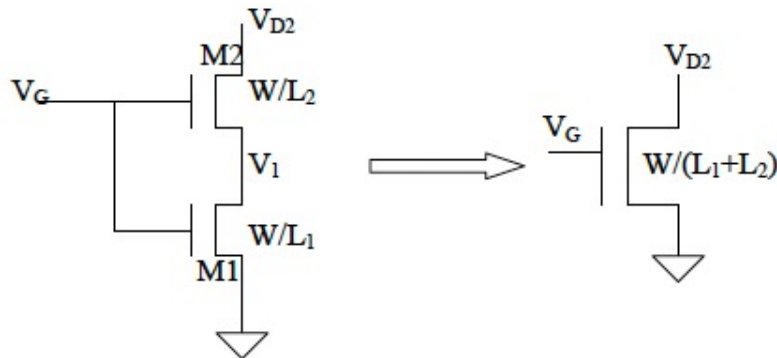 V_D2
M2
V_G
W/L_2
V_1
W/L_1
M1
V_D2
V_G
W/(L_1+L_2)